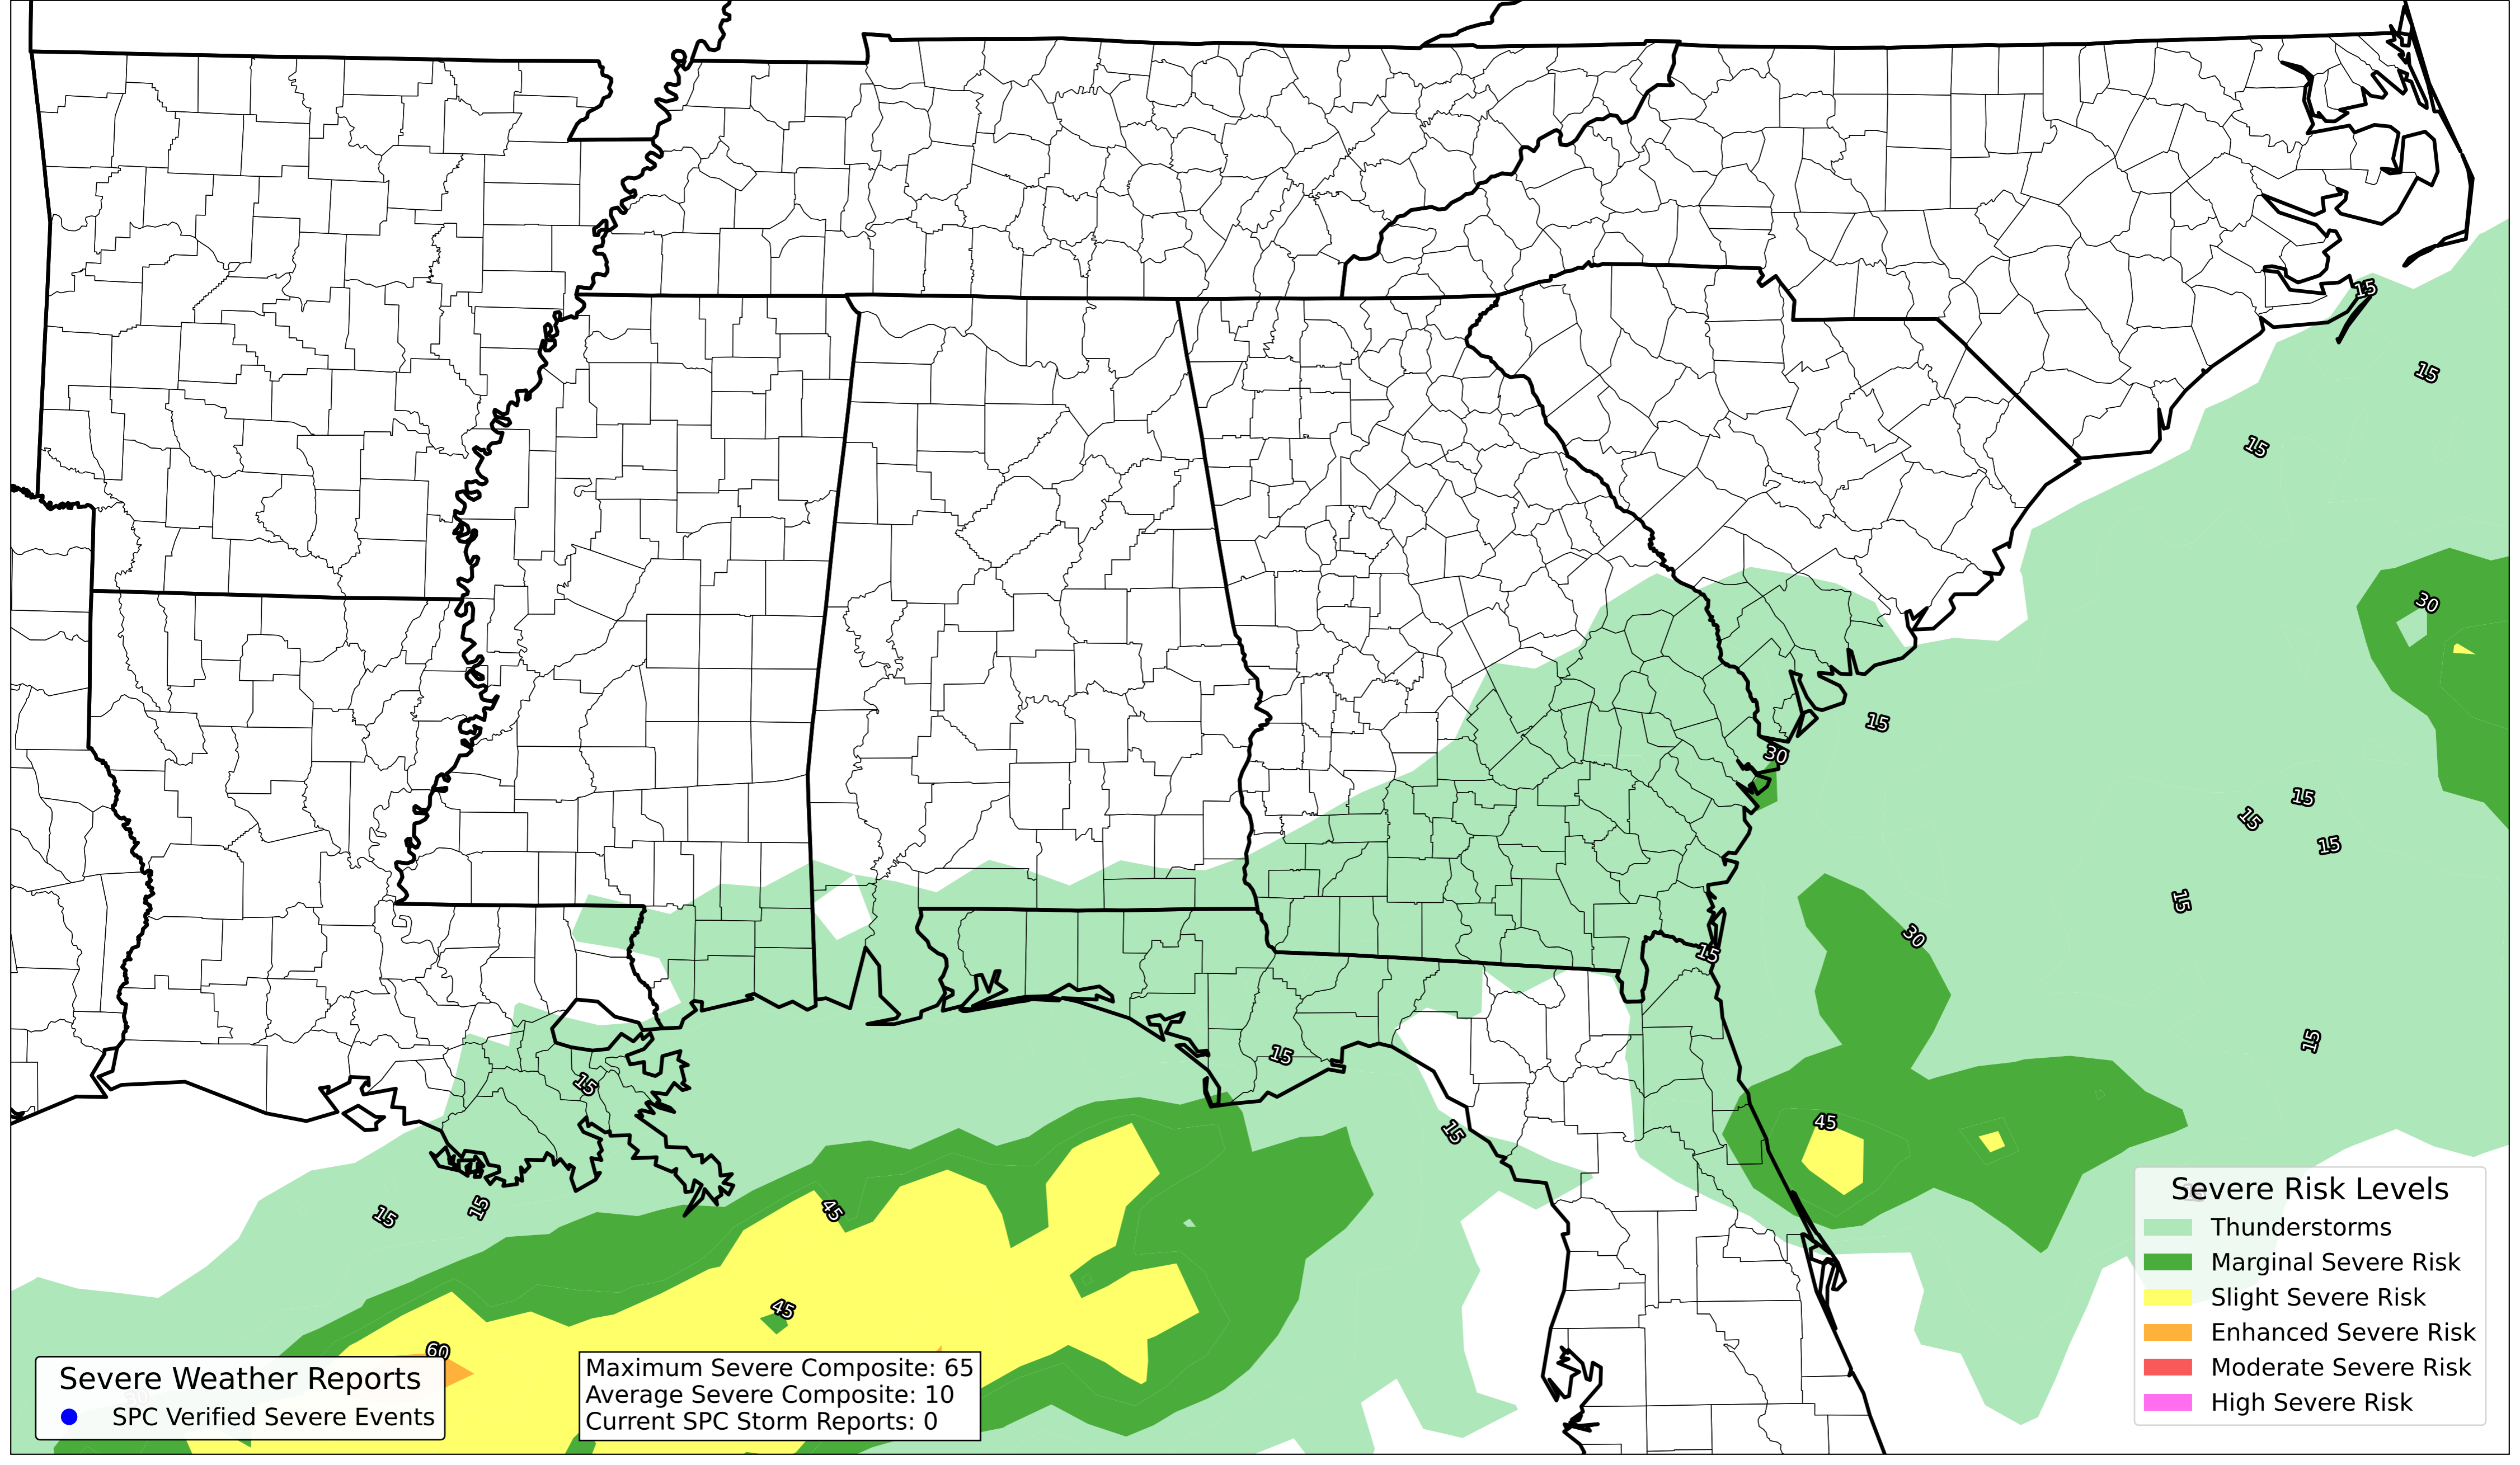 15
15
15
30
15
30
15
15
15
15
30
15
15
15
15
45
15
15
15
45
45
60
Severe Risk Levels
Thunderstorms
Marginal Severe Risk
Slight Severe Risk
Enhanced Severe Risk
Moderate Severe Risk
High Severe Risk
Severe Weather Reports
SPC Verified Severe Events
Maximum Severe Composite: 65
Average Severe Composite: 10
Current SPC Storm Reports: 0